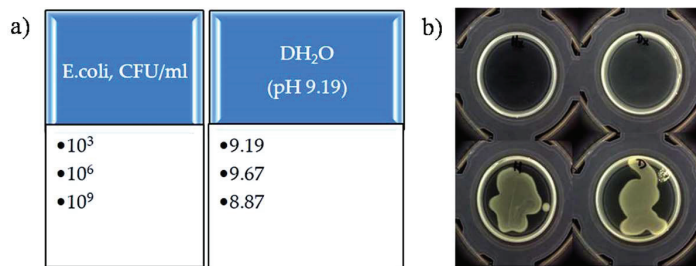 a)
E.coli, CFU/ml
DH₂O
(pH 9.19)
•10³
•10⁶
•10⁹
•9.19
•9.67
•8.87
b)